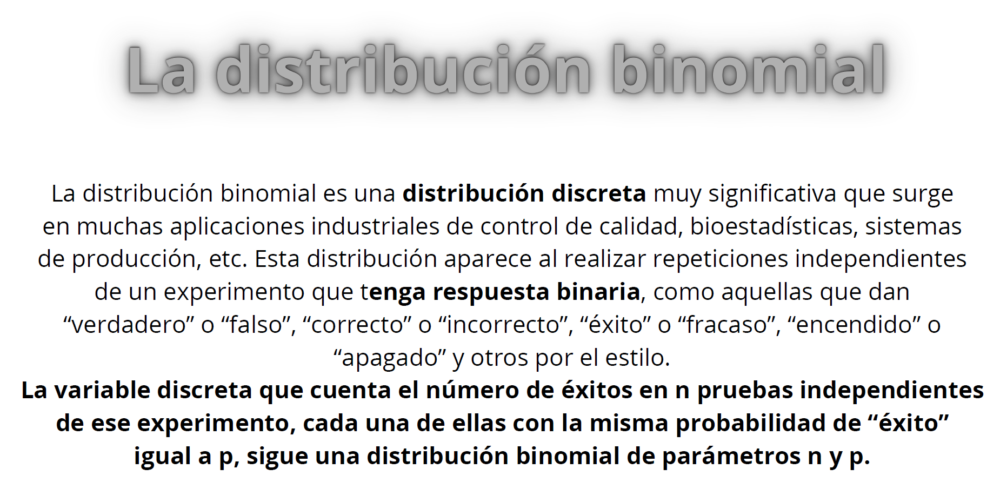 La distribución binomial
La distribución binomial es una distribución discreta muy significativa que surge
en muchas aplicaciones industriales de control de calidad, bioestadísticas, sistemas
de producción, etc. Esta distribución aparece al realizar repeticiones independientes
de un experimento que tenga respuesta binaria, como aquellas que dan
“verdadero” o “falso”, “correcto” o “incorrecto”, “éxito” o “fracaso”, “encendido” o
“apagado” y otros por el estilo.
La variable discreta que cuenta el número de éxitos en n pruebas independientes
de ese experimento, cada una de ellas con la misma probabilidad de “éxito”
igual a p, sigue una distribución binomial de parámetros n y p.